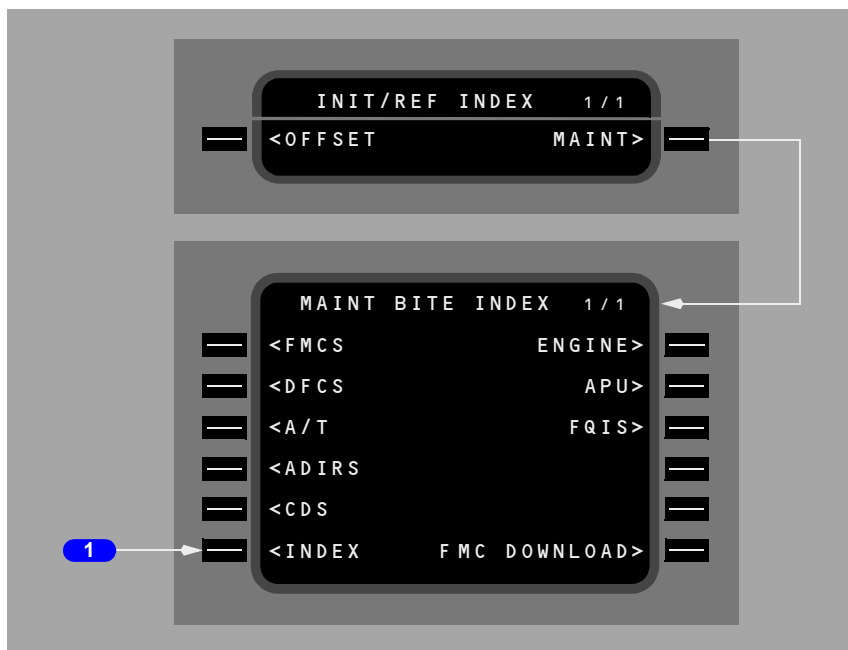 INIT/REF INDEX 1/1
<OFFSET MAINT>
MAINT BITE INDEX 1/1
<FMCS ENGINE>
<DFCS APU>
<A/T FQIS>
<ADIRS
<CDS
1 <INDEX FMC DOWNLOAD>